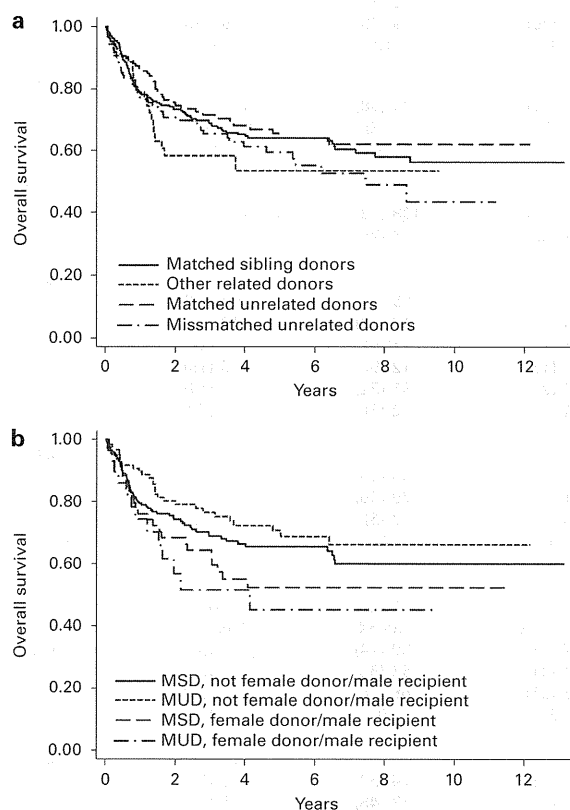 a
1.00
0.80
0.60
0.40
0.20
0.00
Overall survival
Matched sibling donors
Other related donors
Matched unrelated donors
Missmatched unrelated donors
0 2 4 6 8 10 12
Years
b
1.00
0.80
0.60
0.40
0.20
0.00
Overall survival
MSD, not female donor/male recipient
MUD, not female donor/male recipient
MSD, female donor/male recipient
MUD, female donor/male recipient
0 2 4 6 8 10 12
Years